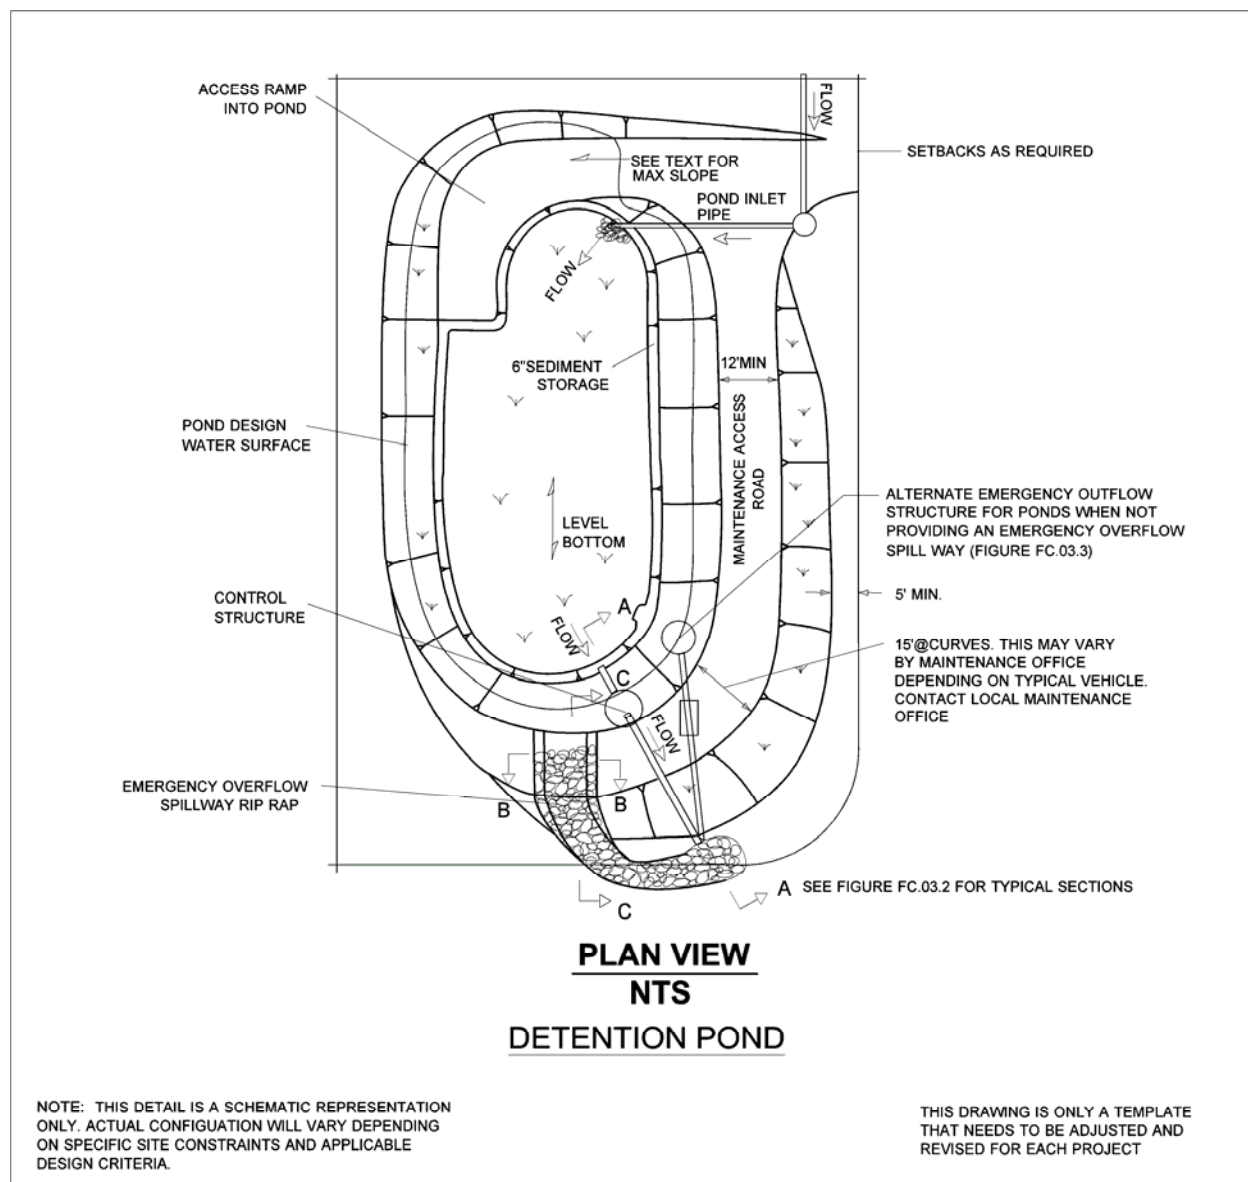 ACCESS RAMP
INTO POND
FLOW
SETBACKS AS REQUIRED
SEE TEXT FOR
MAX SLOPE
POND INLET
PIPE
FLOW
6"SEDIMENT
STORAGE
12'MIN
POND DESIGN
WATER SURFACE
MAINTENANCE ACCESS
ROAD
ALTERNATE EMERGENCY OUTFLOW
STRUCTURE FOR PONDS WHEN NOT
PROVIDING AN EMERGENCY OVERFLOW
SPILL WAY (FIGURE FC.03.3)
LEVEL
BOTTOM
CONTROL
STRUCTURE
A
5' MIN.
FLOW
15'@CURVES. THIS MAY VARY
BY MAINTENANCE OFFICE
DEPENDING ON TYPICAL VEHICLE.
CONTACT LOCAL MAINTENANCE
OFFICE
C
FLOW
EMERGENCY OVERFLOW
SPILLWAY RIP RAP
B
B
A
SEE FIGURE FC.03.2 FOR TYPICAL SECTIONS
C
PLAN VIEW
NTS
DETENTION POND
NOTE: THIS DETAIL IS A SCHEMATIC REPRESENTATION
ONLY. ACTUAL CONFIGUATION WILL VARY DEPENDING
ON SPECIFIC SITE CONSTRAINTS AND APPLICABLE
DESIGN CRITERIA.
THIS DRAWING IS ONLY A TEMPLATE
THAT NEEDS TO BE ADJUSTED AND
REVISED FOR EACH PROJECT